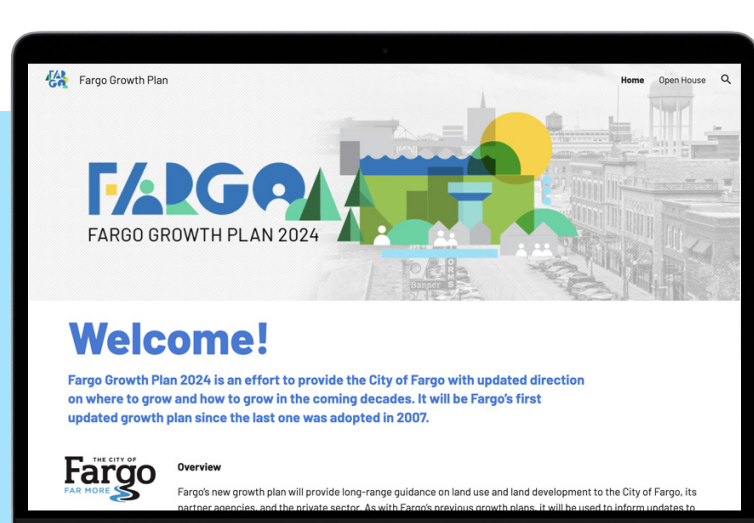 FARGO
Fargo Growth Plan
Home
Open House
FARGO
FARGO GROWTH PLAN 2024
Banner
Welcome!
Fargo Growth Plan 2024 is an effort to provide the City of Fargo with updated direction
on where to grow and how to grow in the coming decades. It will be Fargo's first
updated growth plan since the last one was adopted in 2007.
THE CITY OF
Fargo
FAR MORE
Overview
Fargo's new growth plan will provide long-range guidance on land use and land development to the City of Fargo, its
partner agencies, and the private sector. As with Fargo's previous growth plans, it will be used to inform updates to